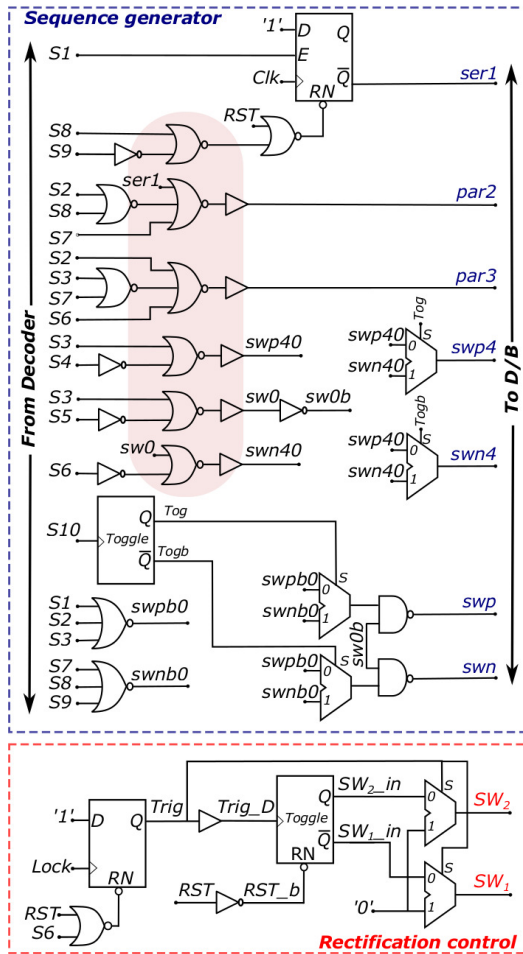 Sequence generator
'1'
D
Q
S1
E
Clk
Q
ser1
RN
RST
S8
S9
S2
ser1
S8
par2
S7
S2
S3
par3
S7
S6
Tog
S3
swp40
0
S
swp40
swp4
S4
swn40
1
S3
sw0
sw0b
S5
Togb
sw0
swp40
0
S
swn40
swn4
S6
swn40
1
From Decoder
To D/B
Q
Tog
S10
Toggle
Q
Togb
swpb0
0
S
S1
swpb0
swnb0
1
swp
S2
S3
sw0b
S7
swnb0
swpb0
0
S
swn
S8
swnb0
1
S9
Trig
SW2_in
S
SW2
'1'
D
Q
Trig_D
Q
0
Toggle
SW1_in
1
Lock
Q
S
RN
RN
0
SW1
RST
RST_b
RST
'0'
1
S6
Rectification control